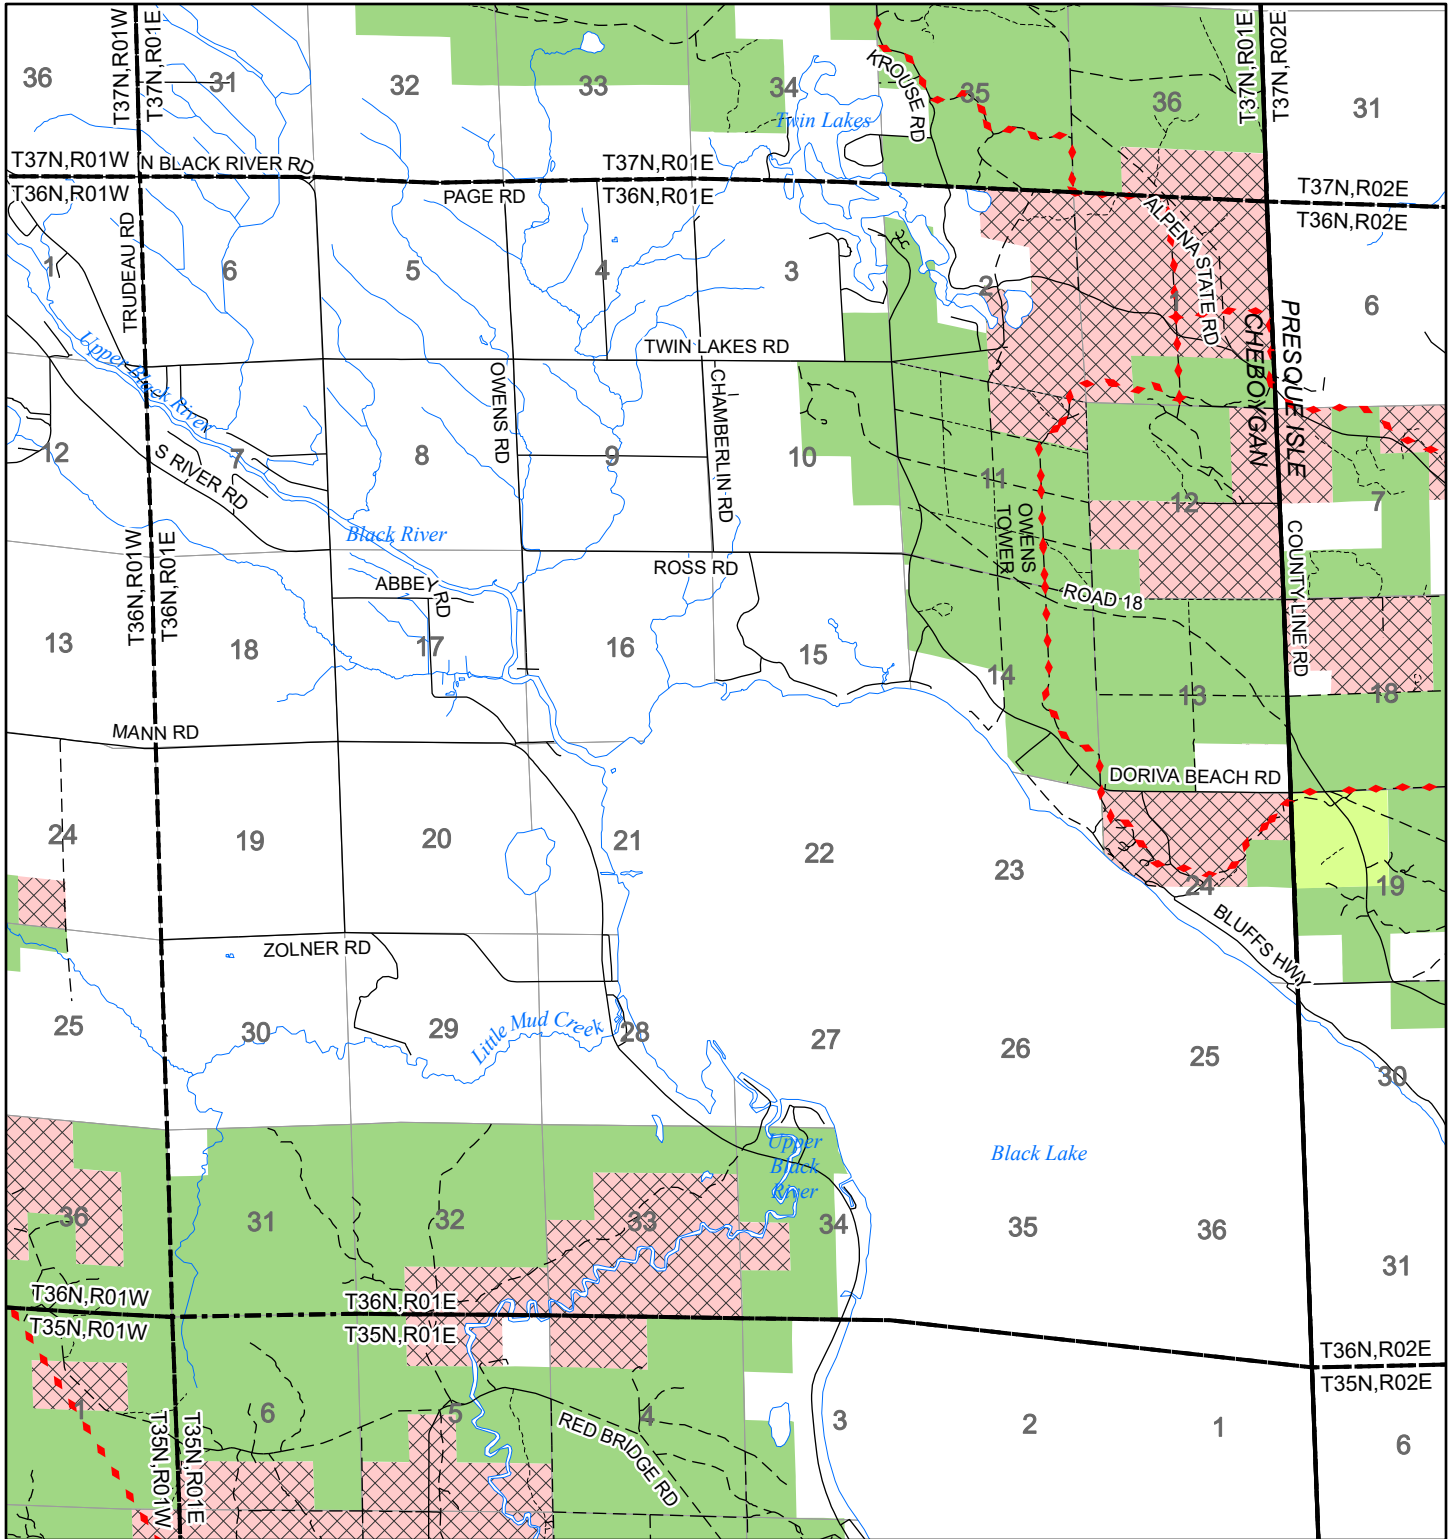 T37N,R01W
T37N,R01E
T37N,R01E
T37N,R02E
36
31
32
33
34
35
36
31
KROUSE RD
Twin Lakes
T37N,R01W
N BLACK RIVER RD
T37N,R01E
T37N,R02E
T36N,R01W
PAGE RD
T36N,R01E
T36N,R02E
ALPENA STATE RD
TRUDEAU RD
1
6
5
4
3
2
1
6
PRESQUE ISLE
CHEBOYGAN
Upper Black River
TWIN LAKES RD
OWENS RD
CHAMBERLIN RD
12
7
8
9
10
11
12
7
S RIVER RD
Black River
OWENS
TOWER
COUNTY LINE RD
T36N,R01W
T36N,R01E
ABBEY RD
ROSS RD
ROAD 18
13
18
17
16
15
14
13
18
MANN RD
DORIVA BEACH RD
24
19
20
21
22
23
24
19
BLUFFS HWY
ZOLNER RD
25
30
29
Little Mud Creek
28
27
26
25
30
Upper
Black
River
Black Lake
36
31
32
33
34
35
36
31
T36N,R01W
T36N,R01E
T35N,R01W
T35N,R01E
T36N,R02E
T35N,R02E
1
6
5
4
3
2
1
6
RED BRIDGE RD
T35N,R01W
T35N,R01E